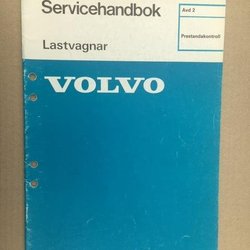 Servicehandbok
Avd 2
Prestandakontroll
Lastvagnar
VOLVO